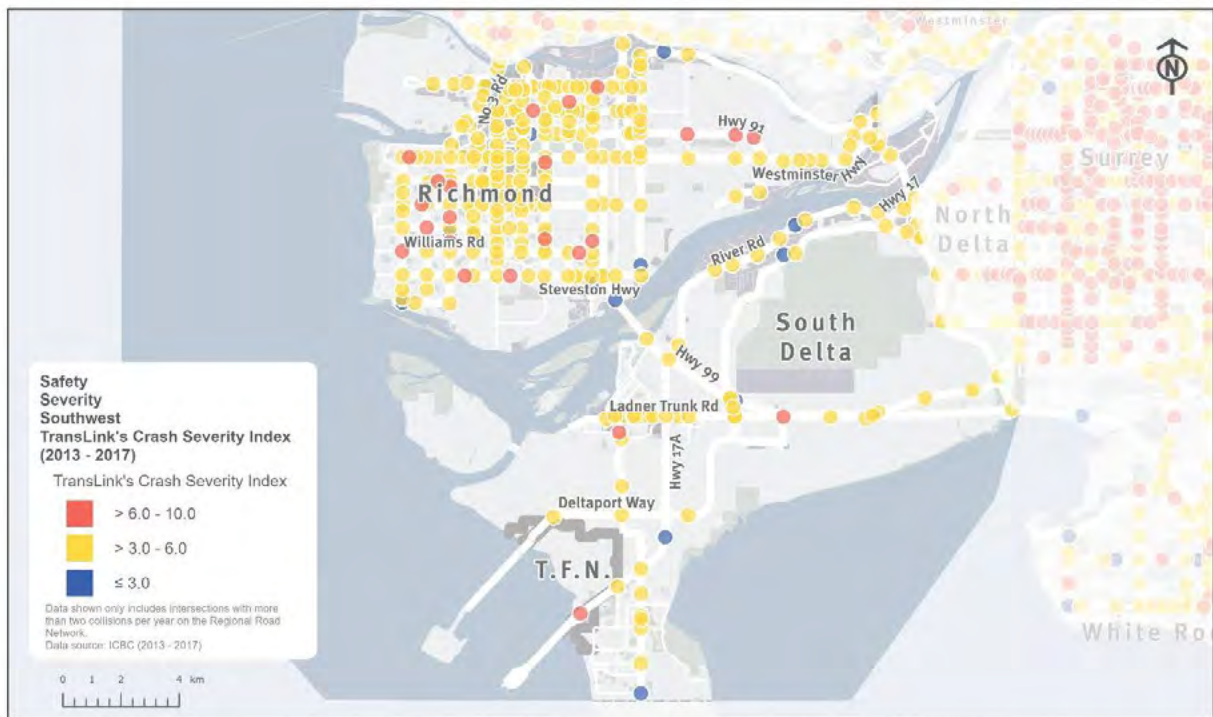 Westminster
N
No 3 Rd
Hwy 91
Surrey
Westminster Hwy
Richmond
Hwy 17
North
Delta
Williams Rd
River Rd
Steveston Hwy
South
Delta
Hwy 99
Ladner Trunk Rd
Hwy 17A
Deltaport Way
T.F.N.
White Ro
Safety
Severity
Southwest
TransLink's Crash Severity Index
(2013 - 2017)
TransLink's Crash Severity Index
> 6.0 - 10.0
> 3.0 - 6.0
≤ 3.0
Data shown only includes intersections with more
than two collisions per year on the Regional Road
Network.
Data source: ICBC (2013 - 2017)
0 1 2 4 km